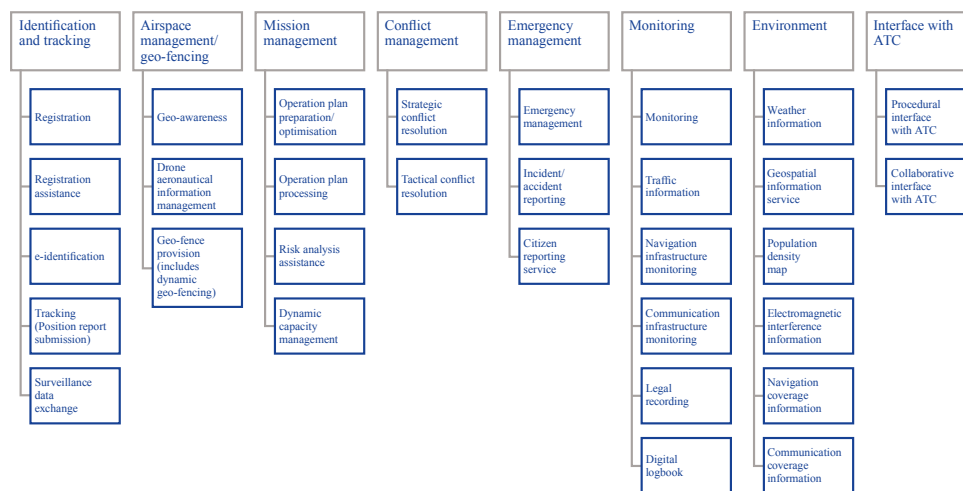 Identification
and tracking
Registration
Registration
assistance
e-identification
Tracking
(Position report
submission)
Surveillance
data
exchange
Airspace
management/
geo-fencing
Geo-awareness
Drone
aeronautical
information
management
Geo-fence
provision
(includes
dynamic
geo-fencing)
Mission
management
Operation plan
preparation/
optimisation
Operation plan
processing
Risk analysis
assistance
Dynamic
capacity
management
Conflict
management
Strategic
conflict
resolution
Tactical conflict
resolution
Emergency
management
Emergency
management
Incident/
accident
reporting
Citizen
reporting
service
Monitoring
Monitoring
Traffic
information
Navigation
infrastructure
monitoring
Communication
infrastructure
monitoring
Legal
recording
Digital
logbook
Environment
Weather
information
Geospatial
information
service
Population
density
map
Electromagnetic
interference
information
Navigation
coverage
information
Communication
coverage
information
Interface with
ATC
Procedural
interface
with ATC
Collaborative
interface
with ATC